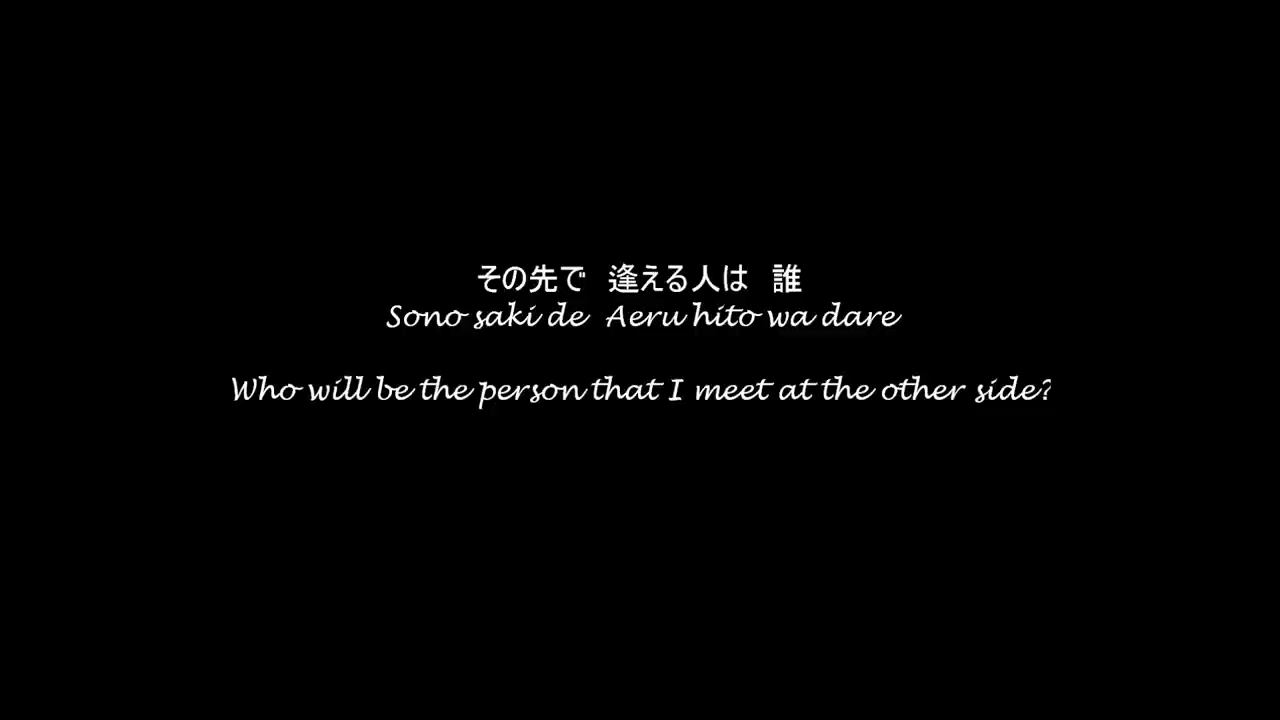 その先で　逢える人は　誰
Sono saki de  Aeru hito wa dare
Who will be the person that I meet at the other side?